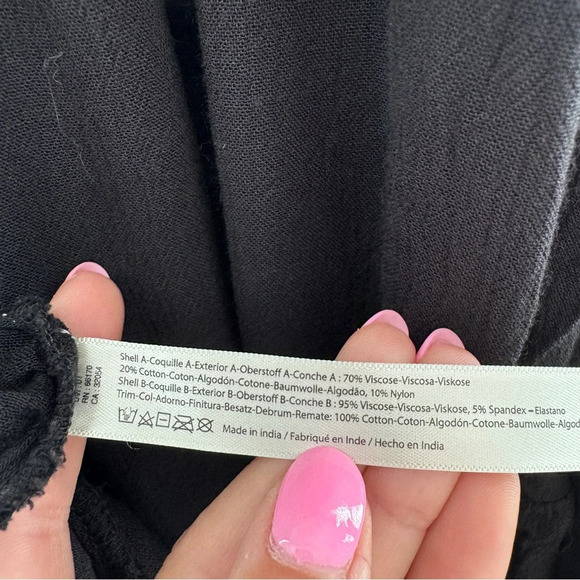 Shell A-Coquille A-Exterior A-Oberstoff A-Conche A : 70% Viscose-Viscosa-Viskose
20% Cotton-Coton-Algodón-Cotone-Baumwolle-Algodão, 10% Nylon
Shell B-Coquille B-Exterior B-Oberstoff B-Conche B : 95% Viscose-Viscosa-Viskose, 5% Spandex = Elastano
Trim-Col-Adorno-Finitura-Besatz-Debrum-Remate: 100% Cotton-Coton-Algodón-Cotone-Baumwolle-Algod
Made in india / Fabriqué en Inde / Hecho en India
RN : 66170
CA : 32054